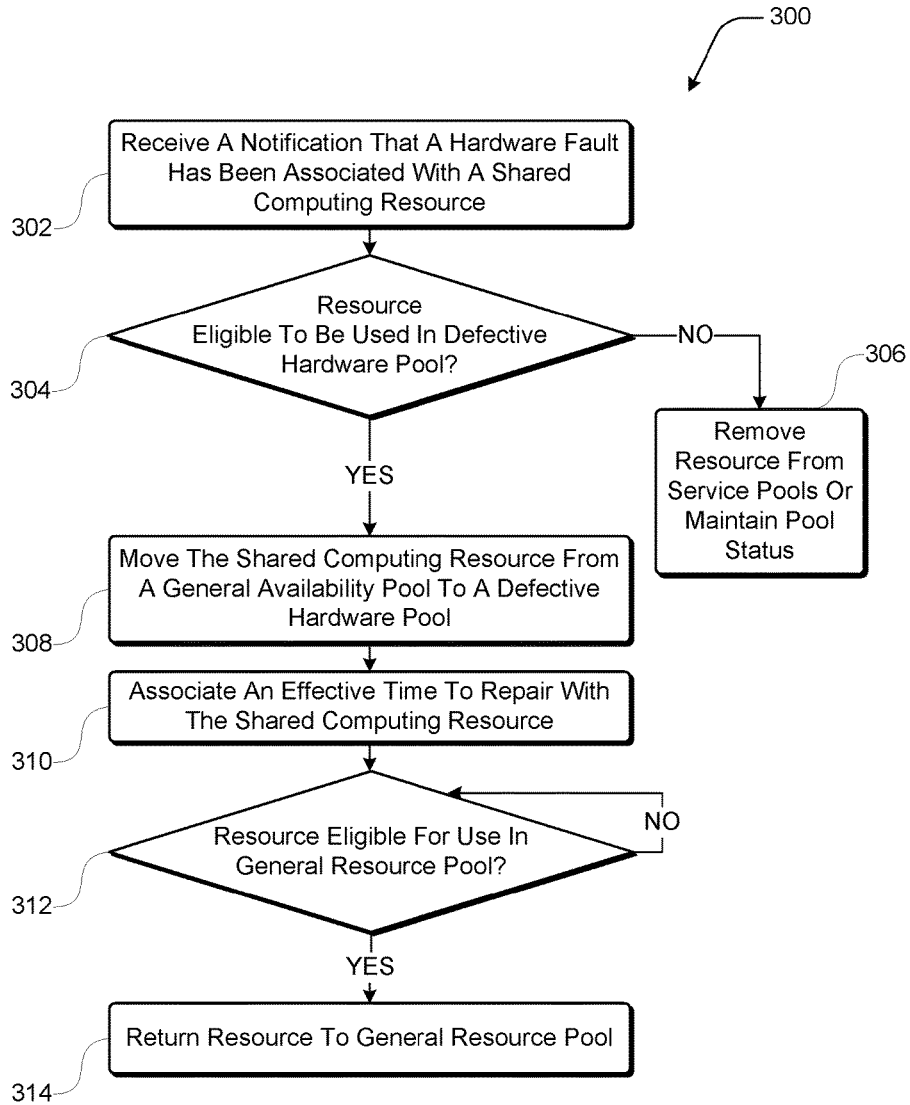 300
Receive A Notification That A Hardware Fault
Has Been Associated With A Shared
Computing Resource
302
Resource
Eligible To Be Used In Defective
Hardware Pool?
304
NO
306
Remove
Resource From
Service Pools Or
Maintain Pool
Status
YES
Move The Shared Computing Resource From
A General Availability Pool To A Defective
Hardware Pool
308
Associate An Effective Time To Repair With
The Shared Computing Resource
310
Resource Eligible For Use In
General Resource Pool?
NO
312
YES
Return Resource To General Resource Pool
314